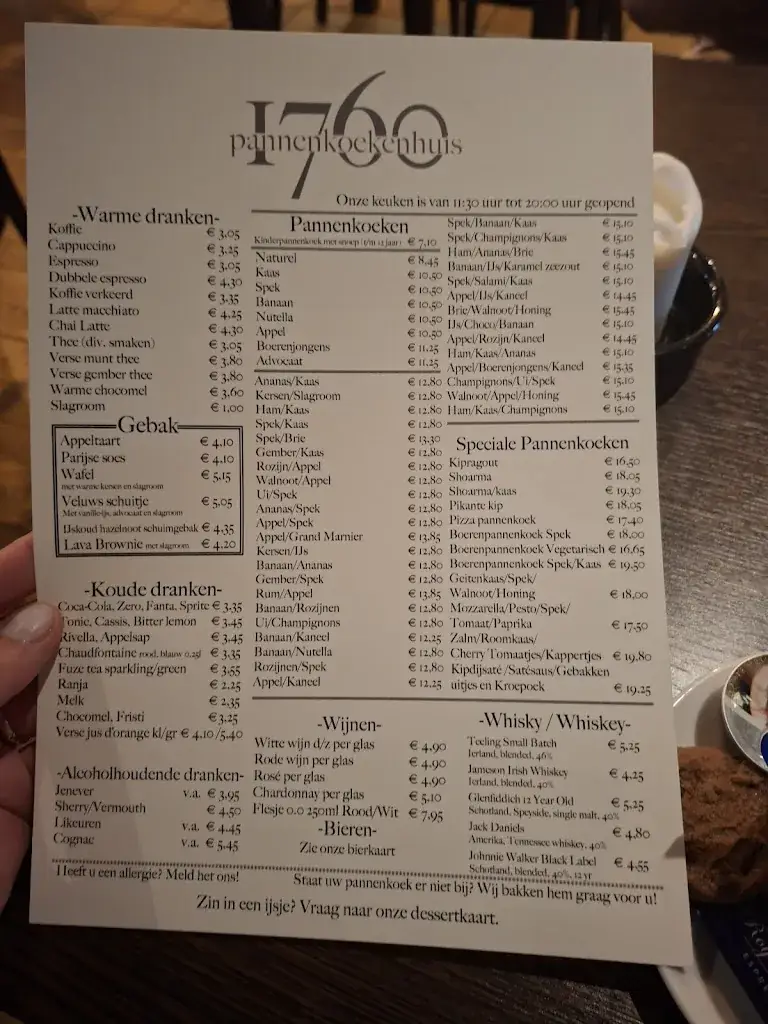 1760
pannenkoekenhuis
Onze keuken is van 11:30 uur tot 20:00 uur geopend
-Warme dranken-
Koffie € 3,05
Cappuccino € 3,25
Espresso € 3,05
Dubbele espresso € 4,30
Koffie verkeerd € 3,35
Latte macchiato € 4,25
Chai Latte € 4,30
Thee (div. smaken) € 3,05
Verse munt thee € 3,80
Verse gember thee € 3,80
Warme chocomel € 3,60
Slagroom € 1,00
Gebak
Appeltaart € 4,10
Parijse soes € 4,10
Wafel € 5,15
met warme kersen en slagroom
Veluws schuitje € 5,05
Met vanille-ijs, advocaat en slagroom
IJskoud hazelnoot schuimgebak € 4,35
Lava Brownie met slagroom € 4,20
-Koude dranken-
Coca-Cola, Zero, Fanta, Sprite € 3,35
Tonic, Cassis, Bitter lemon € 3,45
Rivella, Appelsap € 3,45
Chaudfontaine rood, blauw 0,25l € 3,35
Fuze tea sparkling/green € 3,55
Ranja € 2,25
Melk € 2,35
Chocomel, Fristi € 3,25
Verse jus d'orange kl/gr € 4,10/5,40
-Alcoholhoudende dranken-
Jenever v.a. € 3,95
Sherry/Vermouth € 4,50
Likeuren v.a. € 4,45
Cognac v.a. € 5,45
Pannenkoeken
Kinderpannenkoek met snoep (t/m 12 jaar) € 7,10
Naturel € 8,45
Kaas € 10,50
Spek € 10,50
Banaan € 10,50
Nutella € 10,50
Appel € 10,50
Boerenjongens € 11,25
Advocaat € 11,25
Ananas/Kaas € 12,80
Kersen/Slagroom € 12,80
Ham/Kaas € 12,80
Spek/Kaas € 12,80
Spek/Brie € 13,30
Gember/Kaas € 12,80
Rozijn/Appel € 12,80
Walnoot/Appel € 12,80
Ui/Spek € 12,80
Ananas/Spek € 12,80
Appel/Spek € 12,80
Appel/Grand Marnier € 13,85
Kersen/IJs € 12,80
Banaan/Ananas € 12,80
Gember/Spek € 12,80
Rum/Appel € 13,85
Banaan/Rozijnen € 12,80
Ui/Champignons € 12,80
Banaan/Kaneel € 12,25
Banaan/Nutella € 12,80
Rozijnen/Spek € 12,80
Appel/Kaneel € 12,25
Spek/Banaan/Kaas € 15,10
Spek/Champignons/Kaas € 15,10
Ham/Ananas/Brie € 15,45
Banaan/IJs/Karamel zeezout € 15,10
Spek/Salami/Kaas € 15,10
Appel/IJs/Kaneel € 14,45
Brie/Walnoot/Honing € 15,45
IJs/Choco/Banaan € 15,10
Appel/Rozijn/Kaneel € 14,45
Ham/Kaas/Ananas € 15,10
Appel/Boerenjongens/Kaneel € 15,35
Champignons/Ui/Spek € 15,10
Walnoot/Appel/Honing € 15,45
Ham/Kaas/Champignons € 15,10
Speciale Pannenkoeken
Kipragout € 16,50
Shoarma € 18,05
Shoarma/kaas € 19,30
Pikante kip € 18,05
Pizza pannenkoek € 17,40
Boerenpannenkoek Spek € 18,00
Boerenpannenkoek Vegetarisch € 16,65
Boerenpannenkoek Spek/Kaas € 19,50
Geitenkaas/Spek/
Walnoot/Honing € 18,00
Mozzarella/Pesto/Spek/
Tomaat/Paprika € 17,50
Zalm/Roomkaas/
Cherry Tomaatjes/Kappertjes € 19,80
Kipdijsaté/Satésaus/Gebakken
uitjes en Kroepoek € 19,25
-Wijnen-
Witte wijn d/z per glas € 4,90
Rode wijn per glas € 4,90
Rosé per glas € 4,90
Chardonnay per glas € 5,10
Flesje 0.0 250ml Rood/Wit € 7,95
-Bieren-
Zie onze bierkaart
-Whisky / Whiskey-
Teeling Small Batch € 5,25
Ierland, blended, 46%
Jameson Irish Whiskey € 4,25
Ierland, blended, 40%
Glenfiddich 12 Year Old € 5,25
Schotland, Speyside, single malt, 40%
Jack Daniels € 4,80
Amerika, Tennessee whiskey, 40%
Johnnie Walker Black Label € 4,55
Schotland, blended, 40%, 12 yr
Heeft u een allergie? Meld het ons!
Staat uw pannenkoek er niet bij? Wij bakken hem graag voor u!
Zin in een ijsje? Vraag naar onze dessertkaart.